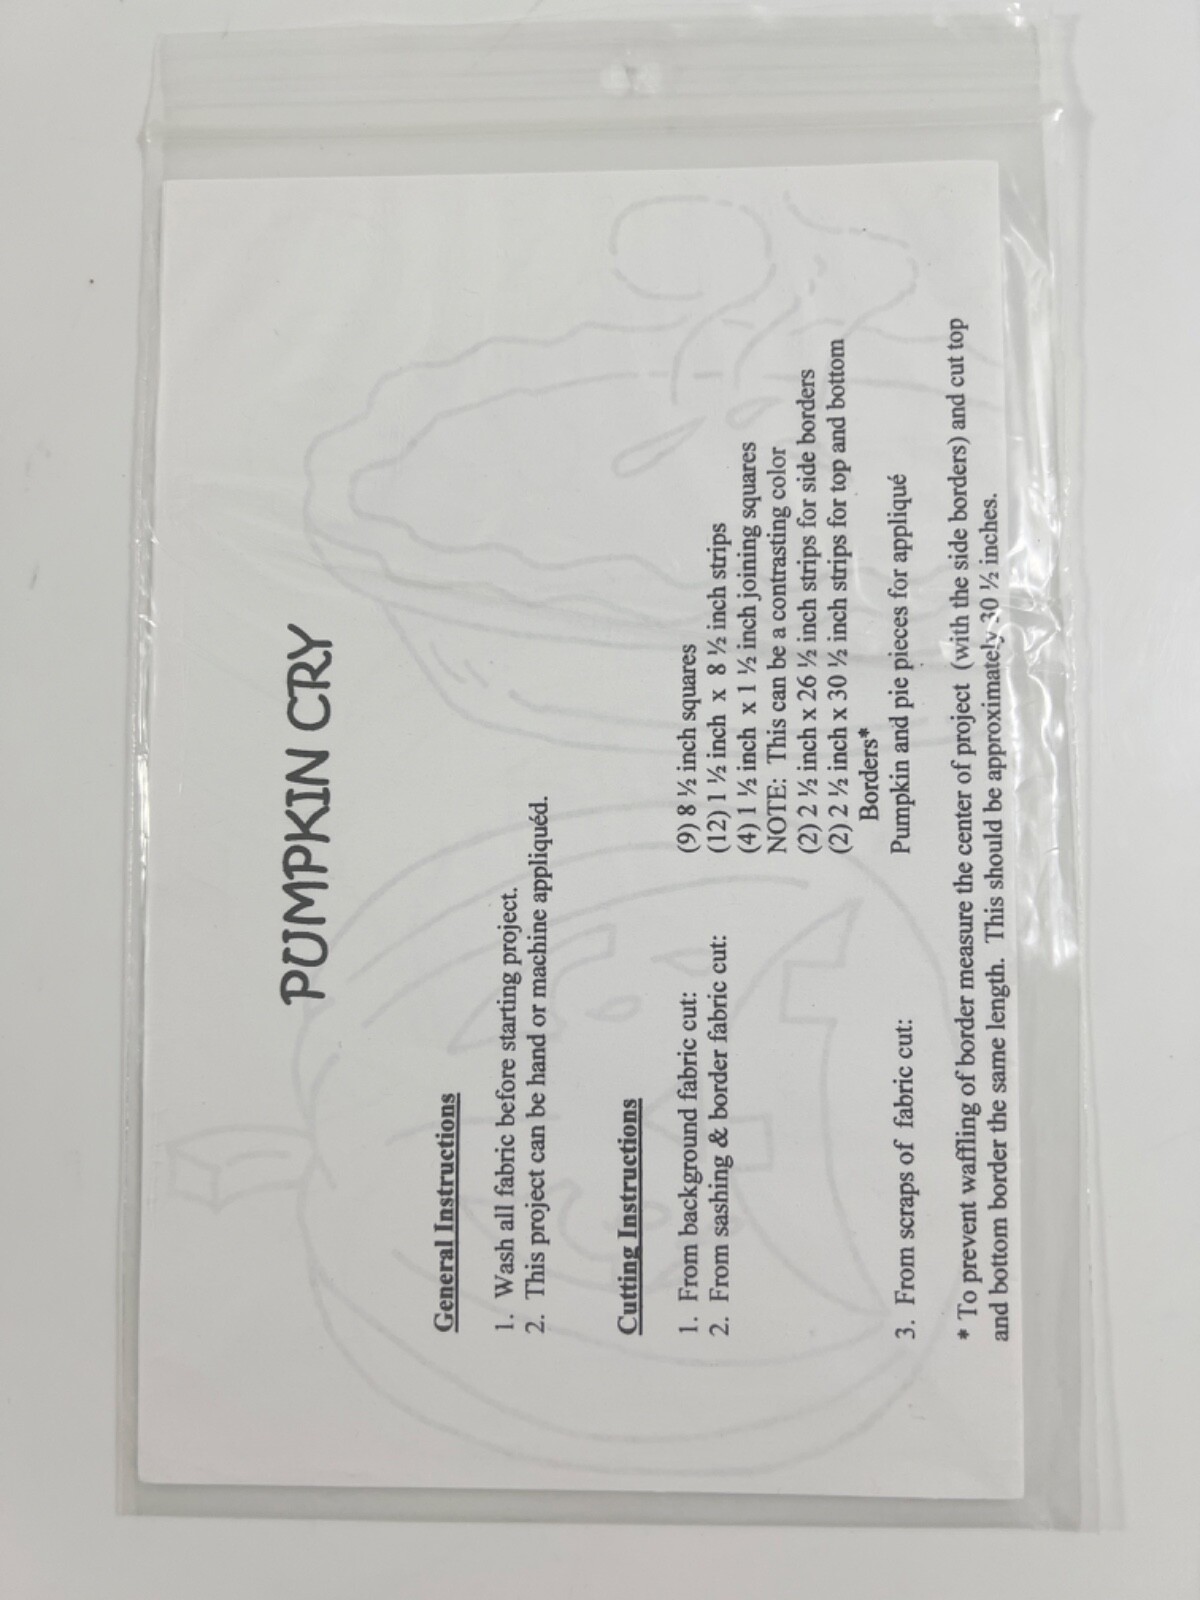 PUMPKIN CRY
General Instructions
1. Wash all fabric before starting project.
2. This project can be hand or machine appliquéd.
Cutting Instructions
1. From background fabric cut: (9) 8 ½ inch squares
2. From sashing & border fabric cut: (12) 1 ½ inch x 8 ½ inch strips
(4) 1 ½ inch x 1 ½ inch joining squares
NOTE: This can be a contrasting color
(2) 2 ½ inch x 26 ½ inch strips for side borders
(2) 2 ½ inch x 30 ½ inch strips for top and bottom
Borders*
3. From scraps of fabric cut: Pumpkin and pie pieces for appliqué
* To prevent waffling of border measure the center of project (with the side borders) and cut top
and bottom border the same length. This should be approximately 30 ½ inches.